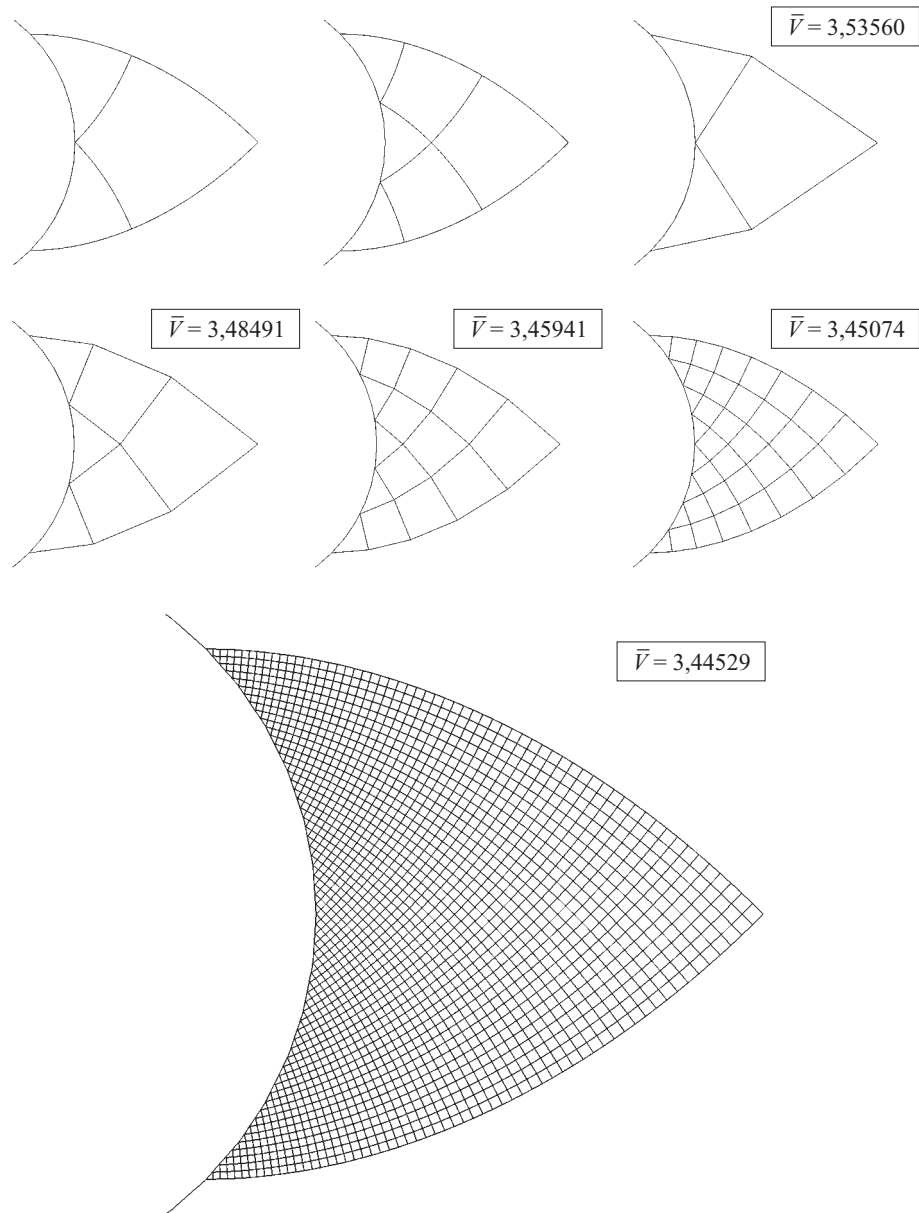 V̅ = 3,53560
V̅ = 3,48491
V̅ = 3,45941
V̅ = 3,45074
V̅ = 3,44529